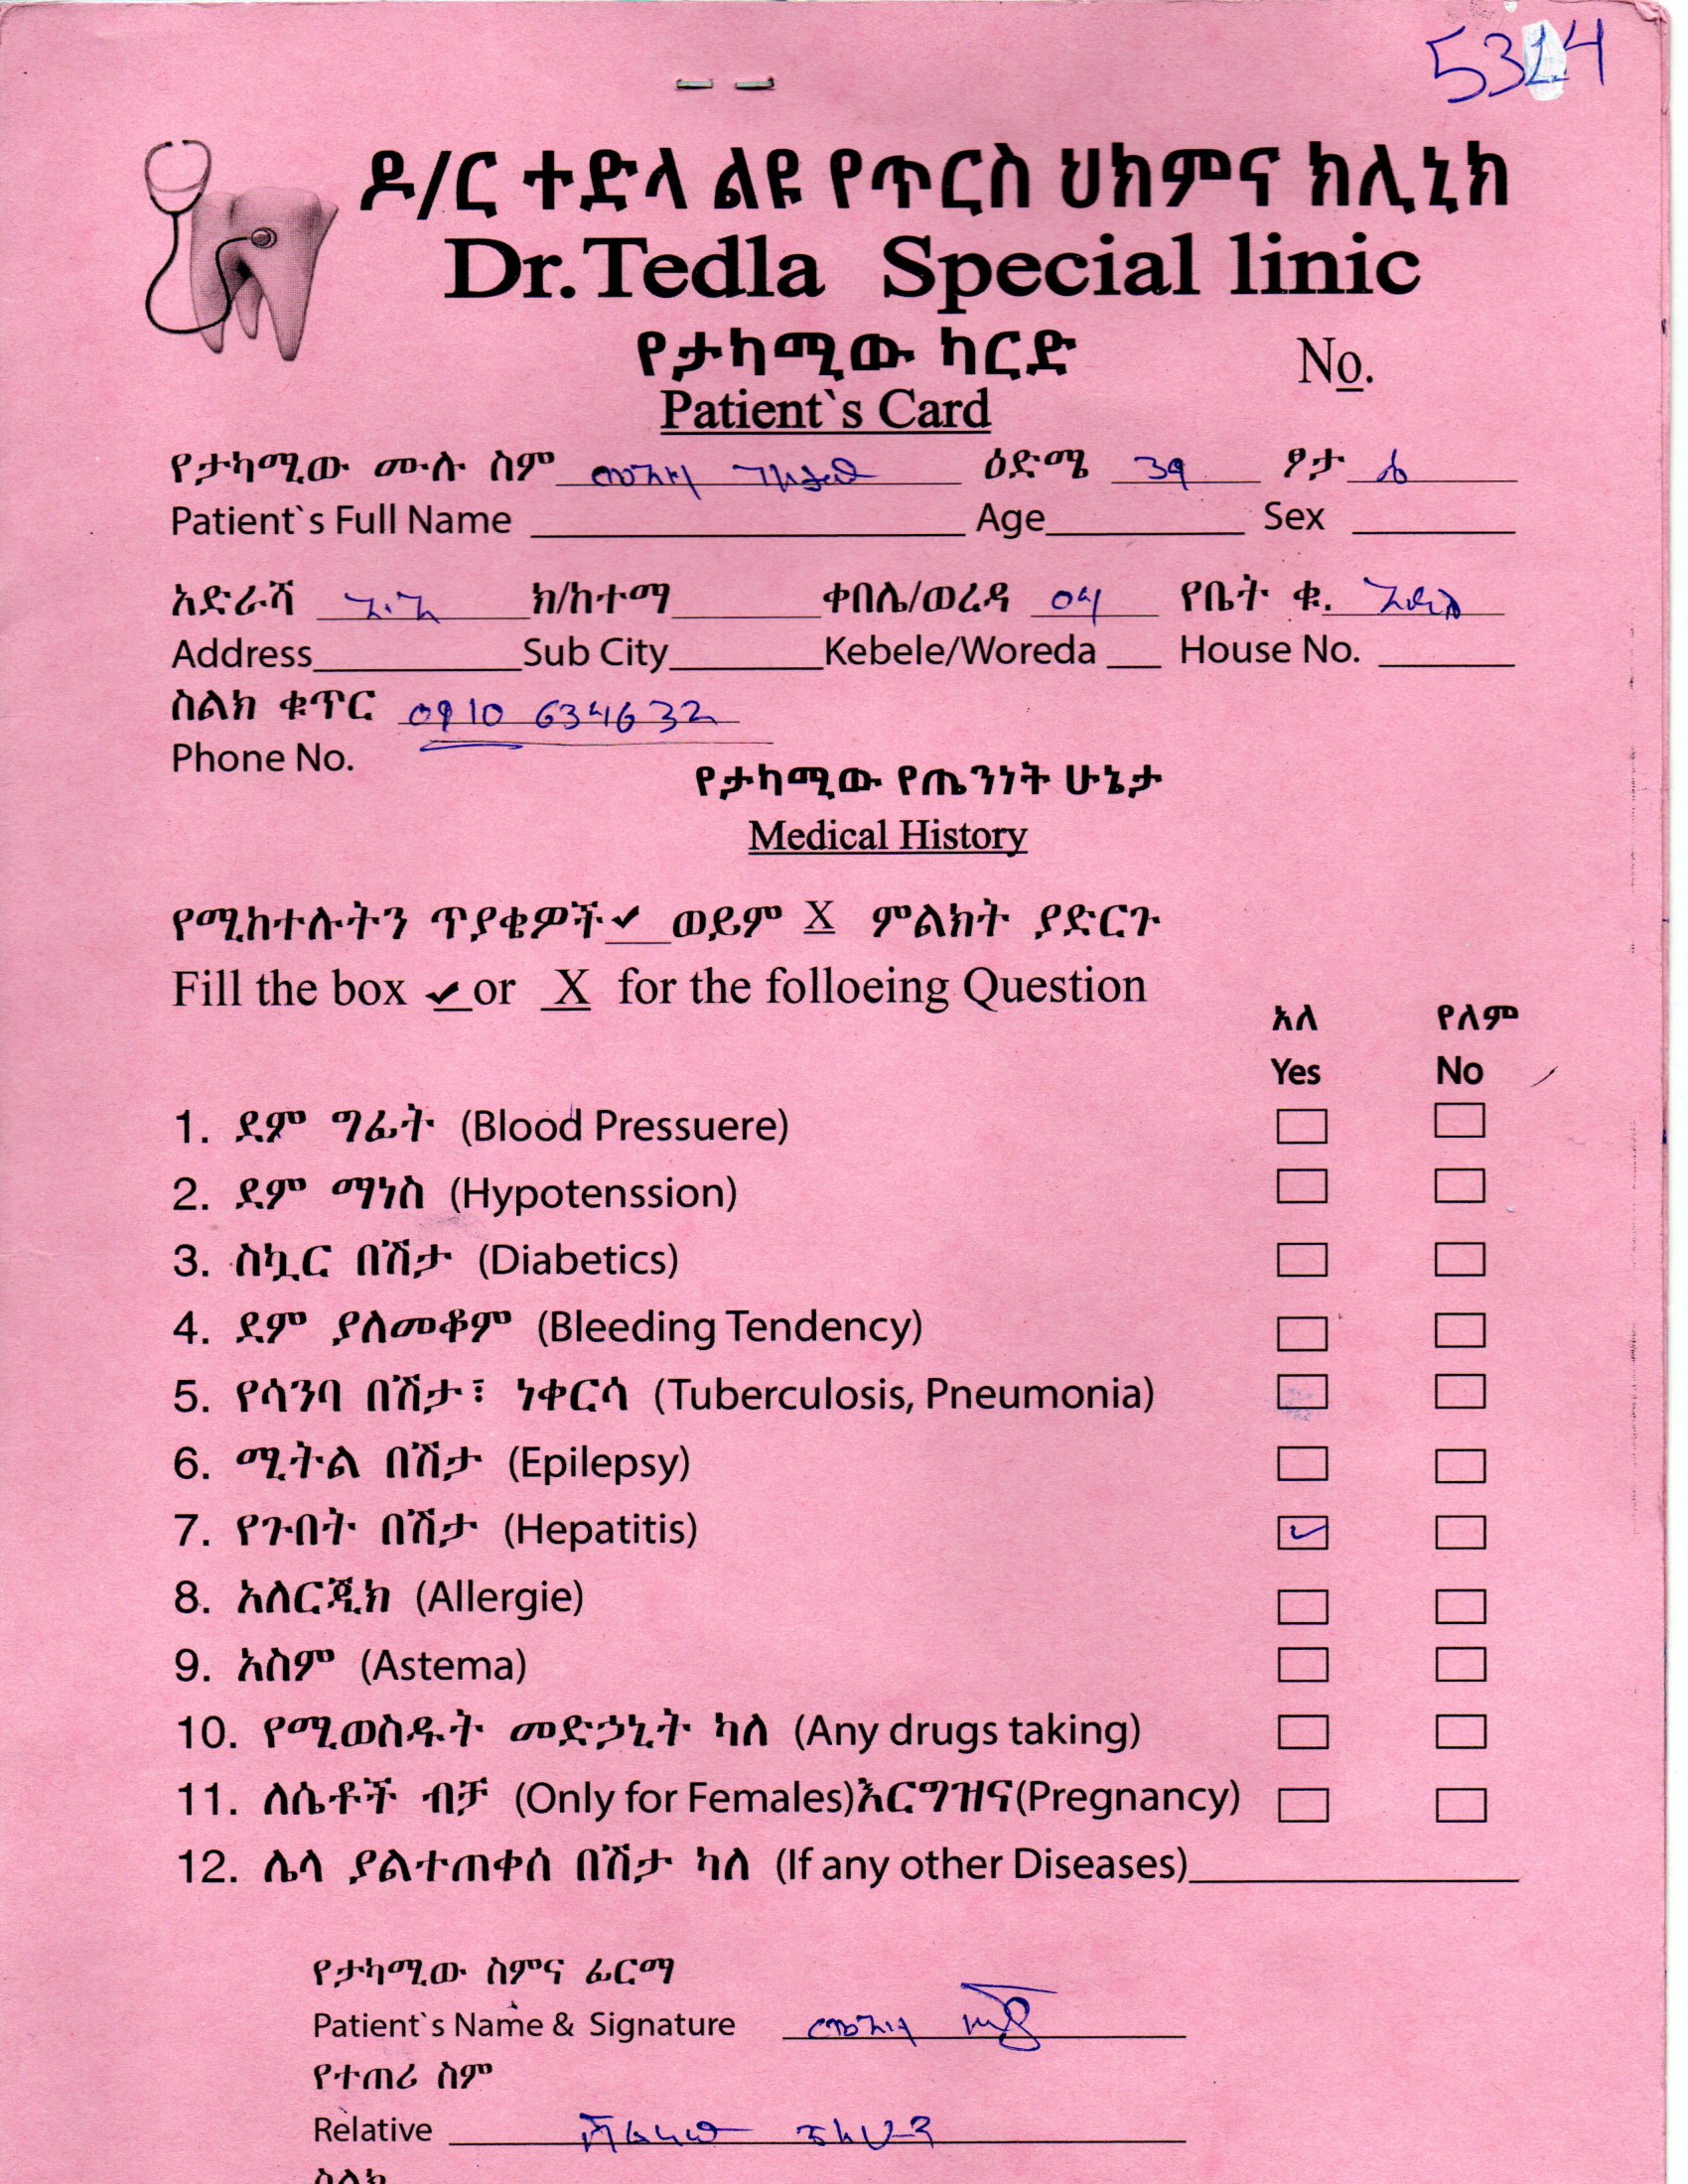 5314
ዶ/ር ተድላ ልዩ የጥርስ ህክምና ክሊኒክ
Dr.Tedla Special linic
የታካሚው ካርድ
No.
Patient`s Card
የታካሚው ሙሉ ስም ዕድሜ 39 ፆታ ሴ
Patient`s Full Name Age Sex
አድራሻ ክ/ከተማ ቀበሌ/ወረዳ 04 የቤት ቁ. አዲስ
Address Sub City Kebele/Woreda House No.
ስልክ ቁጥር 0910 634632
Phone No.
የታካሚው የጤንነት ሁኔታ
Medical History
የሚከተሉትን ጥያቄዎች✔ ወይም X ምልክት ያድርጉ
Fill the box ✔ or X for the folloeing Question
አለ የለም
Yes No
1. ደም ግፊት (Blood Pressuere)
2. ደም ማነስ (Hypotenssion)
3. ስኳር በሽታ (Diabetics)
4. ደም ያለመቆም (Bleeding Tendency)
5. የሳንባ በሽታ፣ ነቀርሳ (Tuberculosis, Pneumonia)
6. ሚትል በሽታ (Epilepsy)
7. የጉበት በሽታ (Hepatitis) ✓
8. አለርጂክ (Allergie)
9. አስም (Astema)
10. የሚወስዱት መድኃኒት ካለ (Any drugs taking)
11. ለሴቶች ብቻ (Only for Females)እርግዝና(Pregnancy)
12. ሌላ ያልተጠቀሰ በሽታ ካለ (If any other Diseases)
የታካሚው ስምና ፊርማ
Patient`s Name & Signature
የተጠሪ ስም
Relative
ስልክ